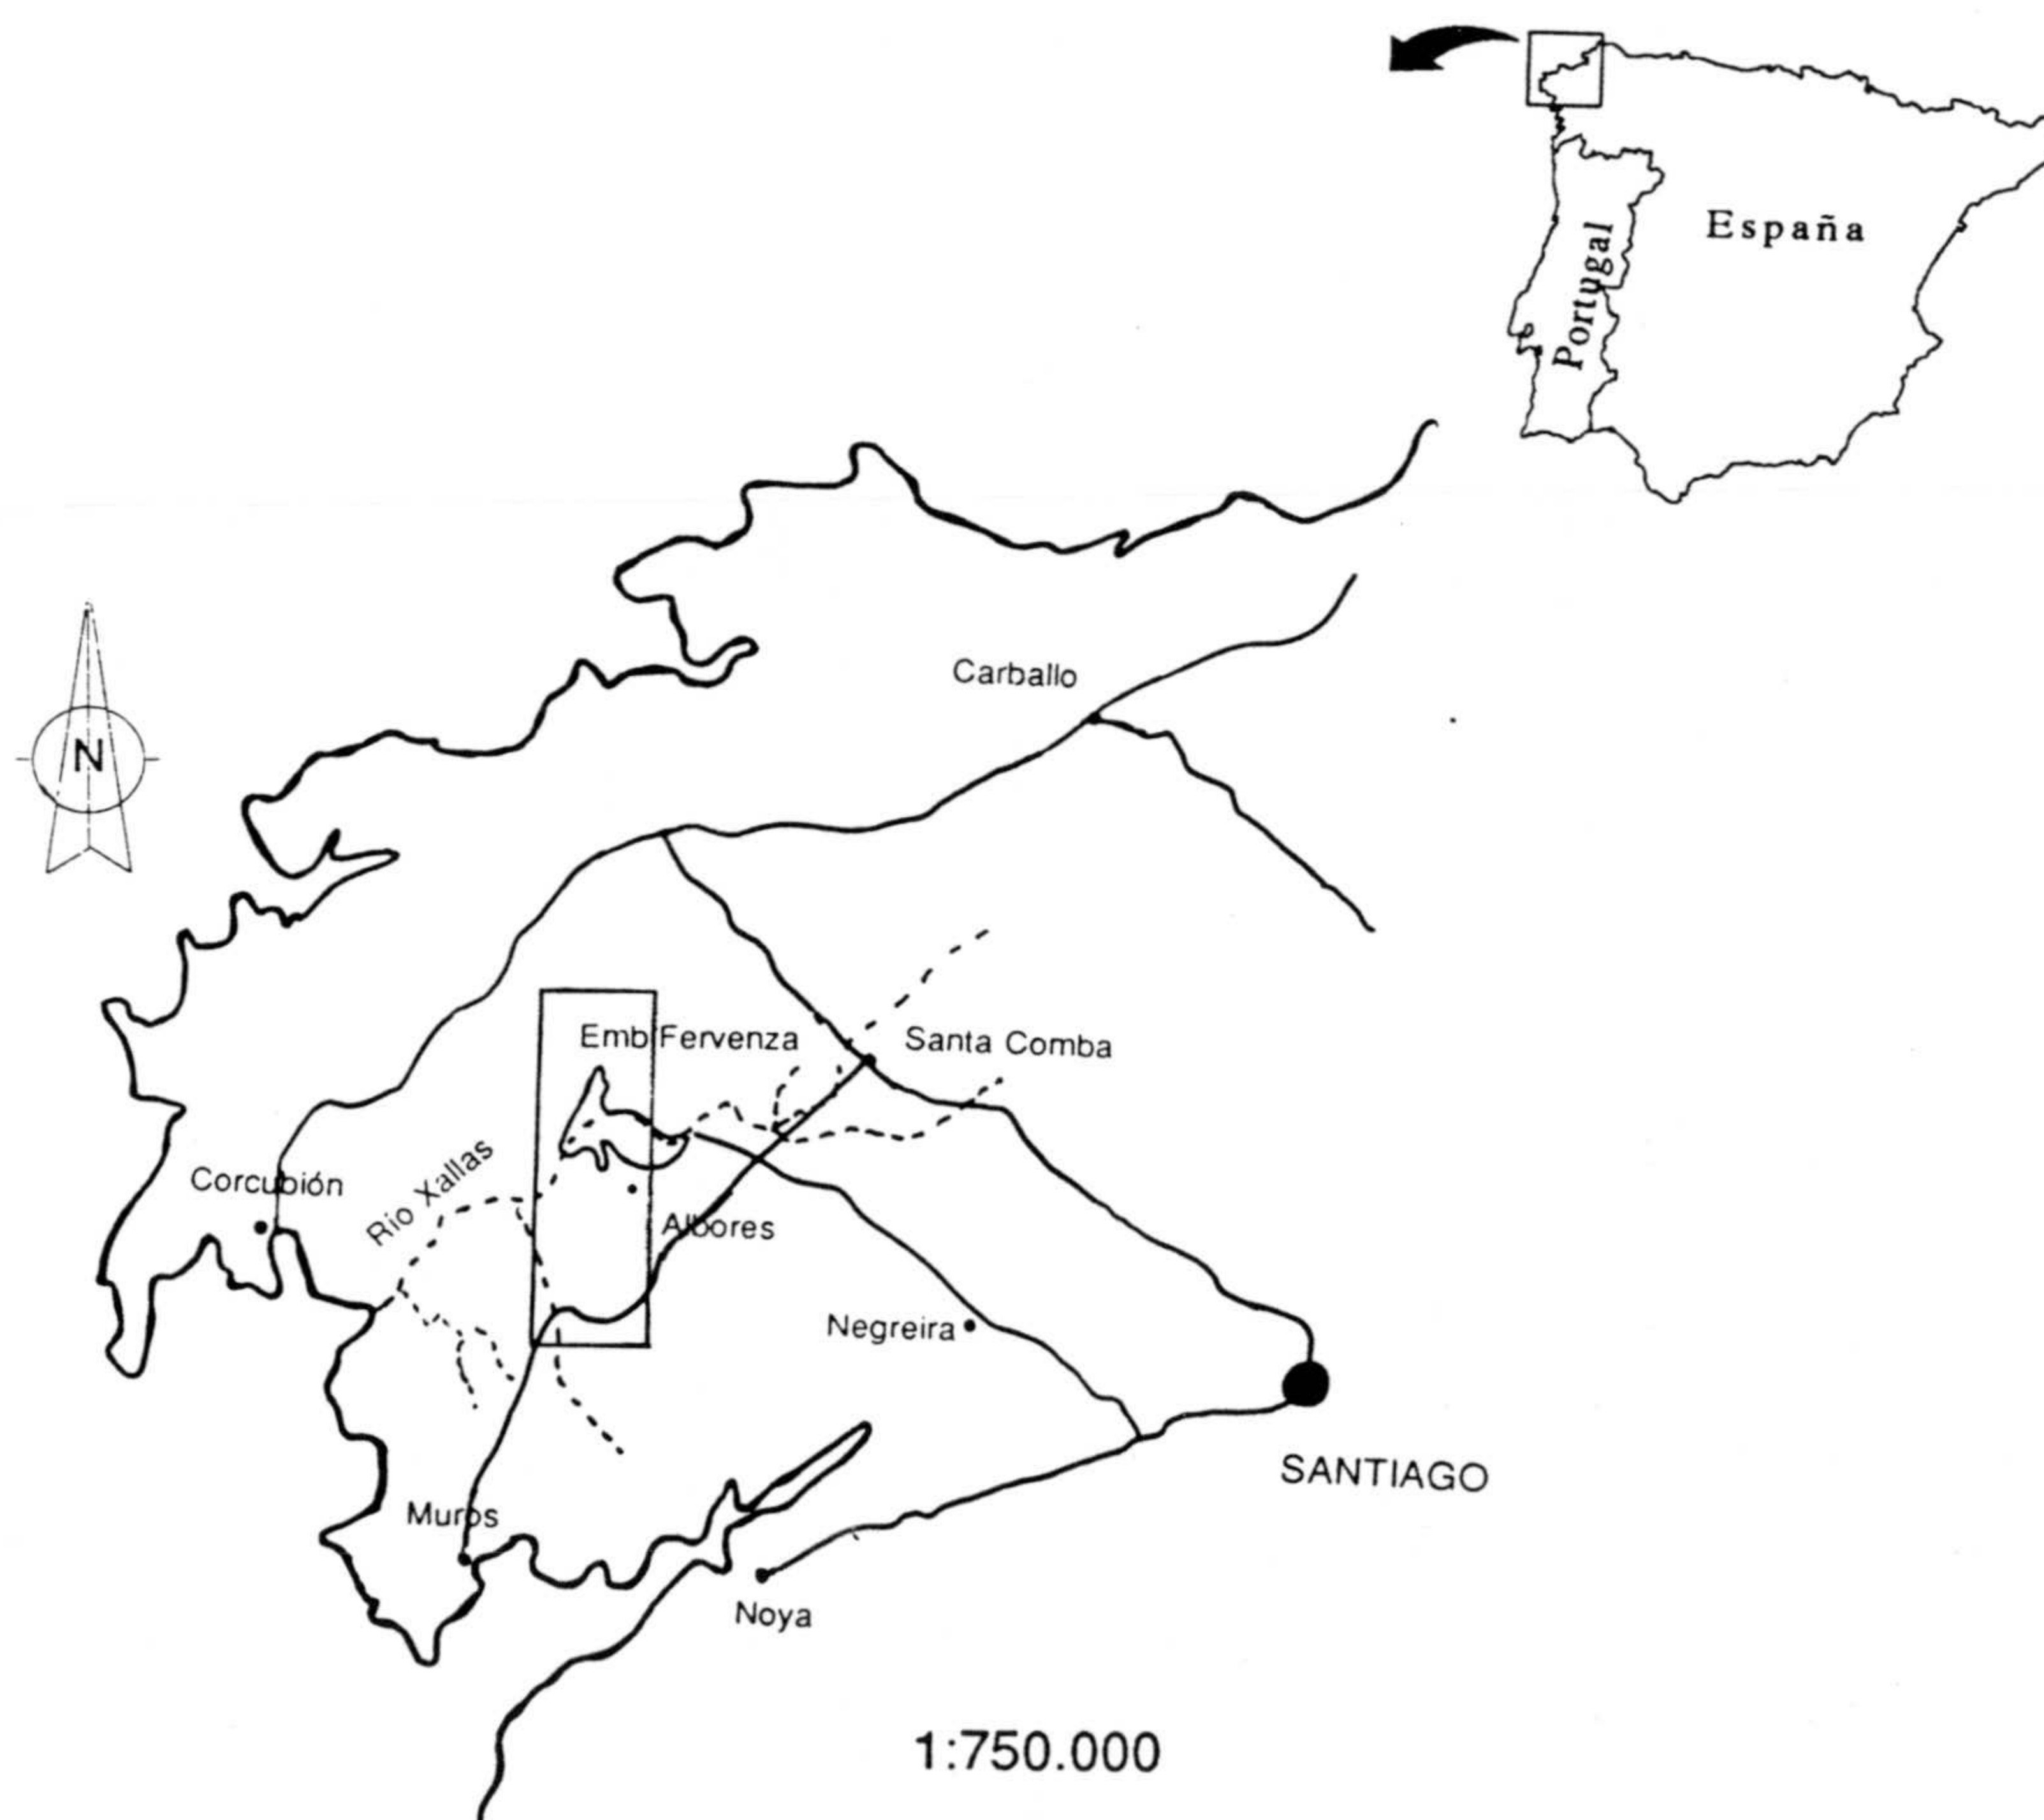 España
Portugal
Carballo
N
Emb Fervenza
Santa Comba
Rio Xallas
Corcubión
Albores
Negreira
SANTIAGO
Muros
Noya
1:750.000